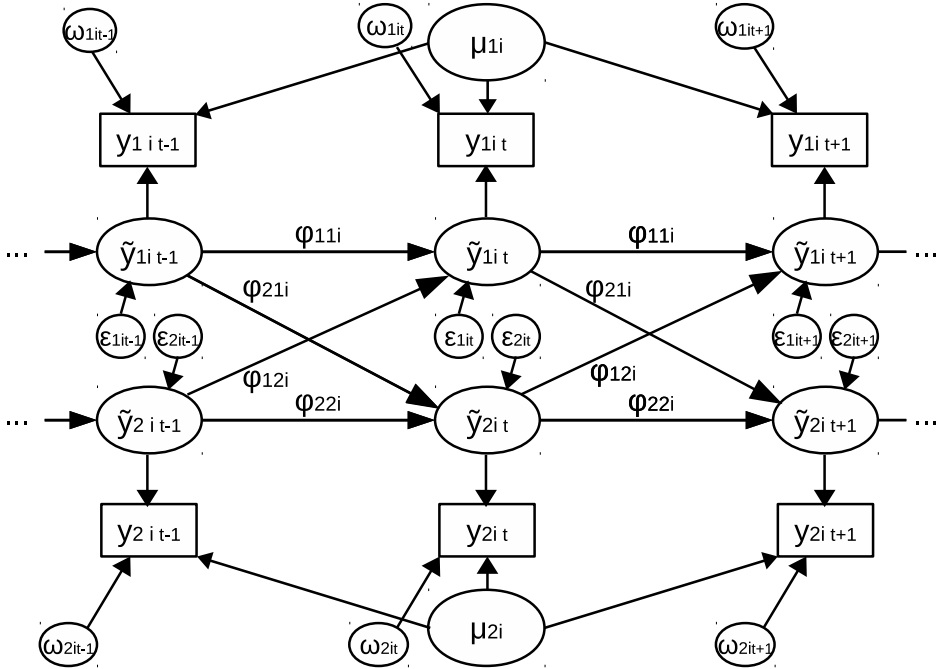 ω1it-1 ω1it μ1i ω1it+1
y1 i t-1 y1i t y1i t+1
φ11i φ11i
... ỹ1i t-1 ỹ1i t ỹ1i t+1 ...
φ21i φ21i
ε1it-1 ε2it-1 ε1it ε2it ε1it+1 ε2it+1
φ12i φ12i
φ22i φ22i
... ỹ2 i t-1 ỹ2i t ỹ2i t+1 ...
y2 i t-1 y2i t y2i t+1
ω2it-1 ω2it μ2i ω2it+1